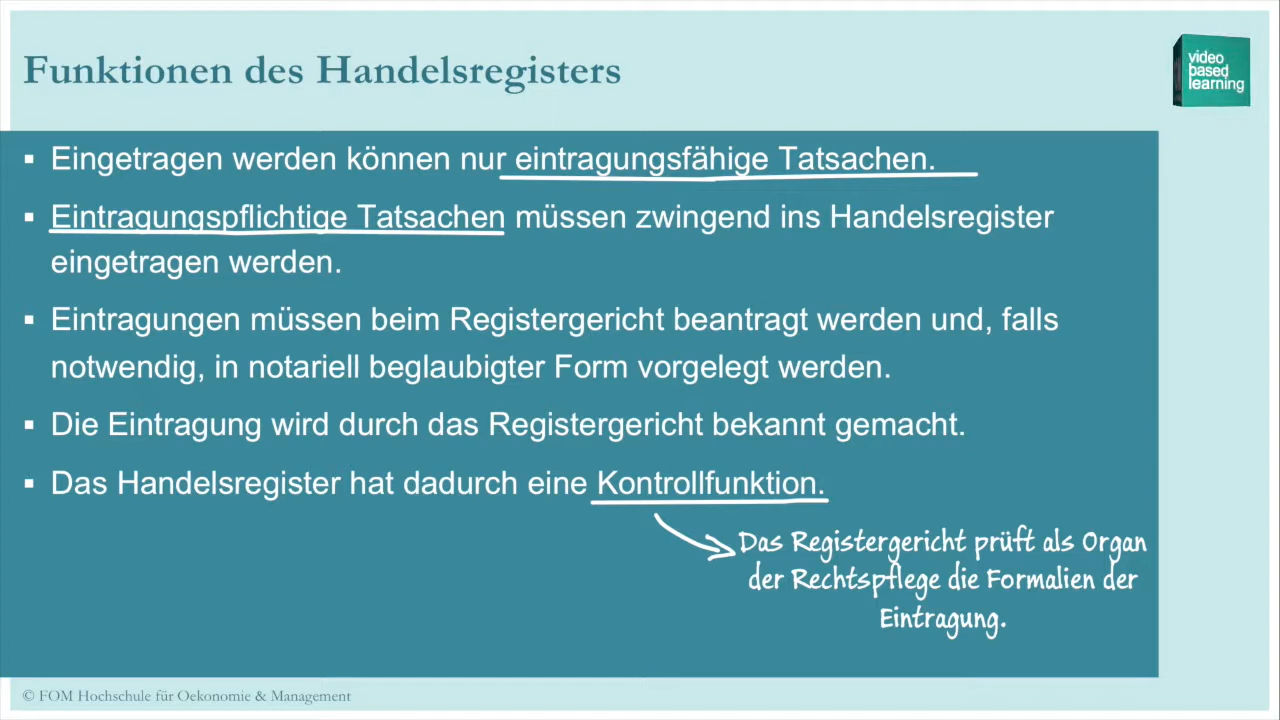 Funktionen des Handelsregisters
video
based
learning
▪ Eingetragen werden können nur eintragungsfähige Tatsachen.
▪ Eintragungspflichtige Tatsachen müssen zwingend ins Handelsregister
eingetragen werden.
▪ Eintragungen müssen beim Registergericht beantragt werden und, falls
notwendig, in notariell beglaubigter Form vorgelegt werden.
▪ Die Eintragung wird durch das Registergericht bekannt gemacht.
▪ Das Handelsregister hat dadurch eine Kontrollfunktion.
Das Registergericht prüft als Organ
der Rechtspflege die Formalien der
Eintragung.
© FOM Hochschule für Oekonomie & Management